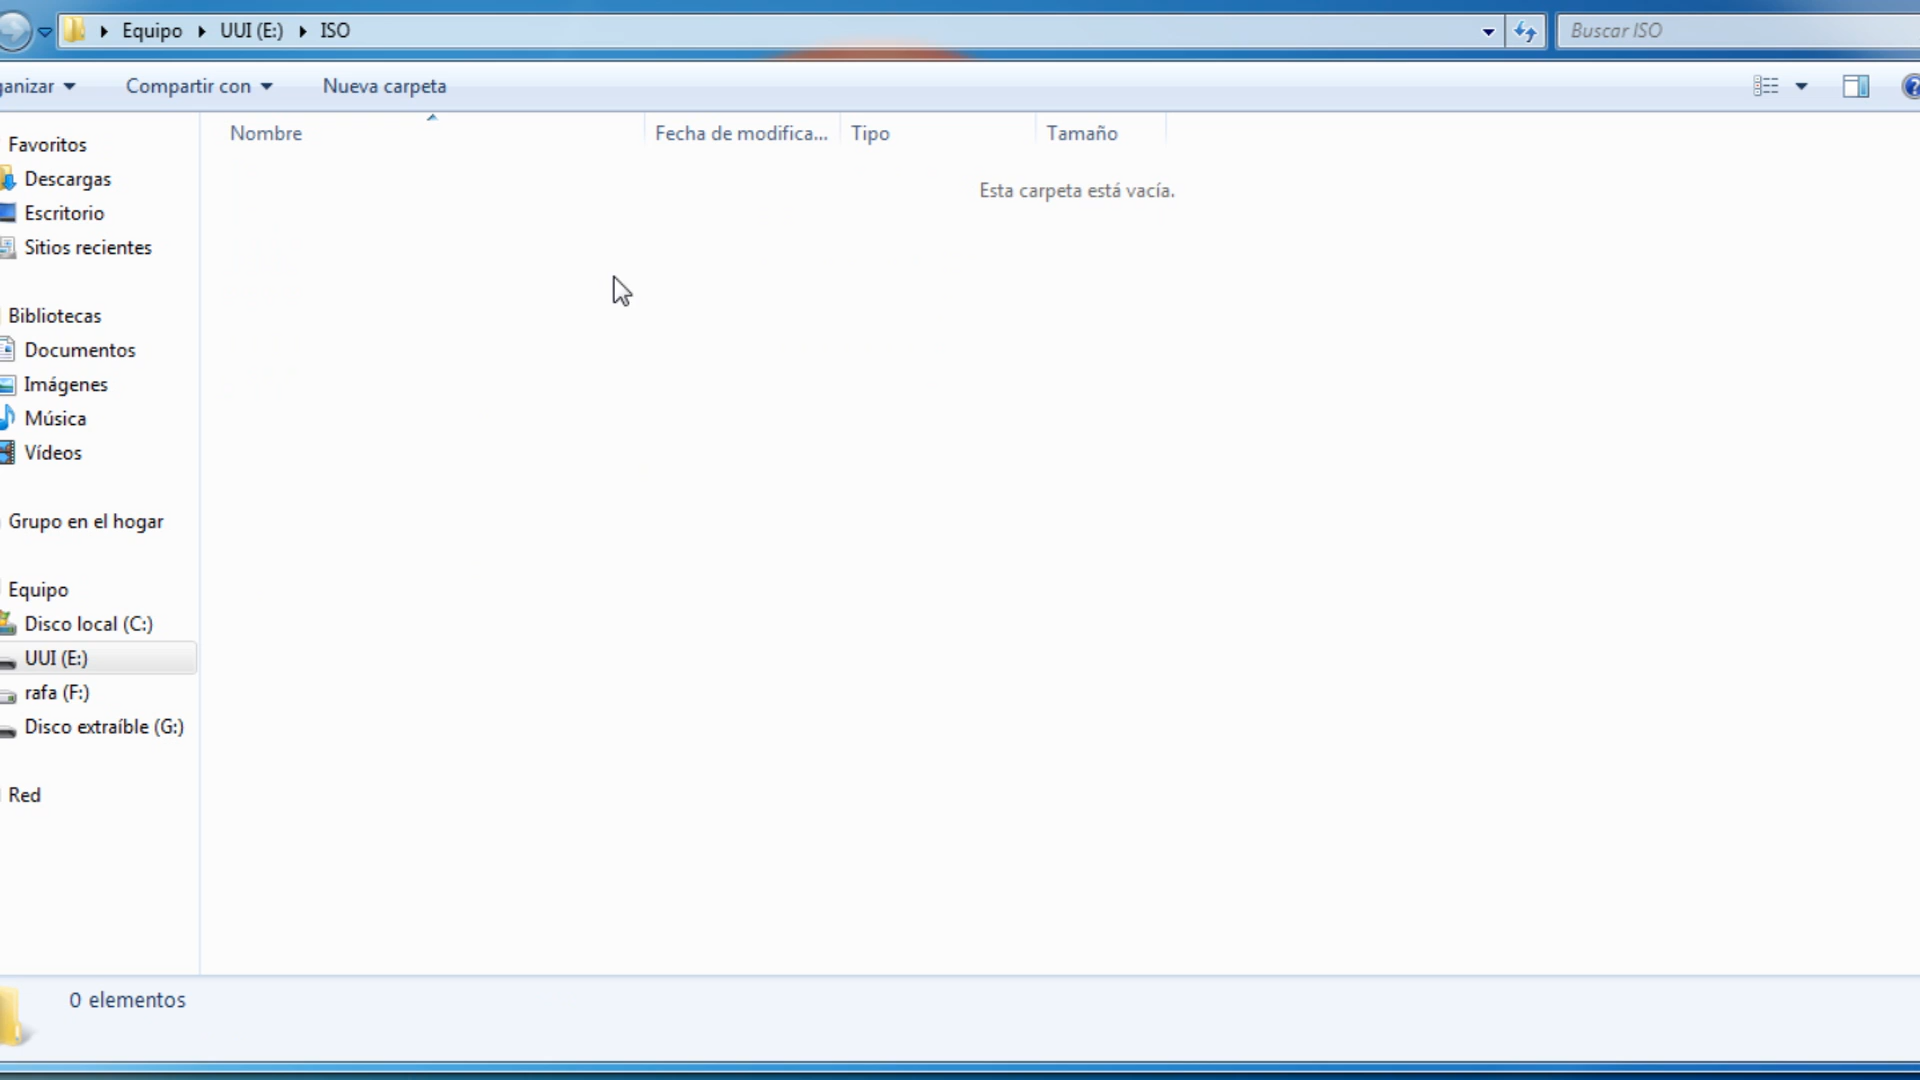 Equipo UUI (E:) ISO
Buscar ISO
ganizar Compartir con Nueva carpeta
Nombre Fecha de modifica... Tipo Tamaño
Esta carpeta está vacía.
Favoritos
Descargas
Escritorio
Sitios recientes
Bibliotecas
Documentos
Imágenes
Música
Vídeos
Grupo en el hogar
Equipo
Disco local (C:)
UUI (E:)
rafa (F:)
Disco extraíble (G:)
Red
0 elementos